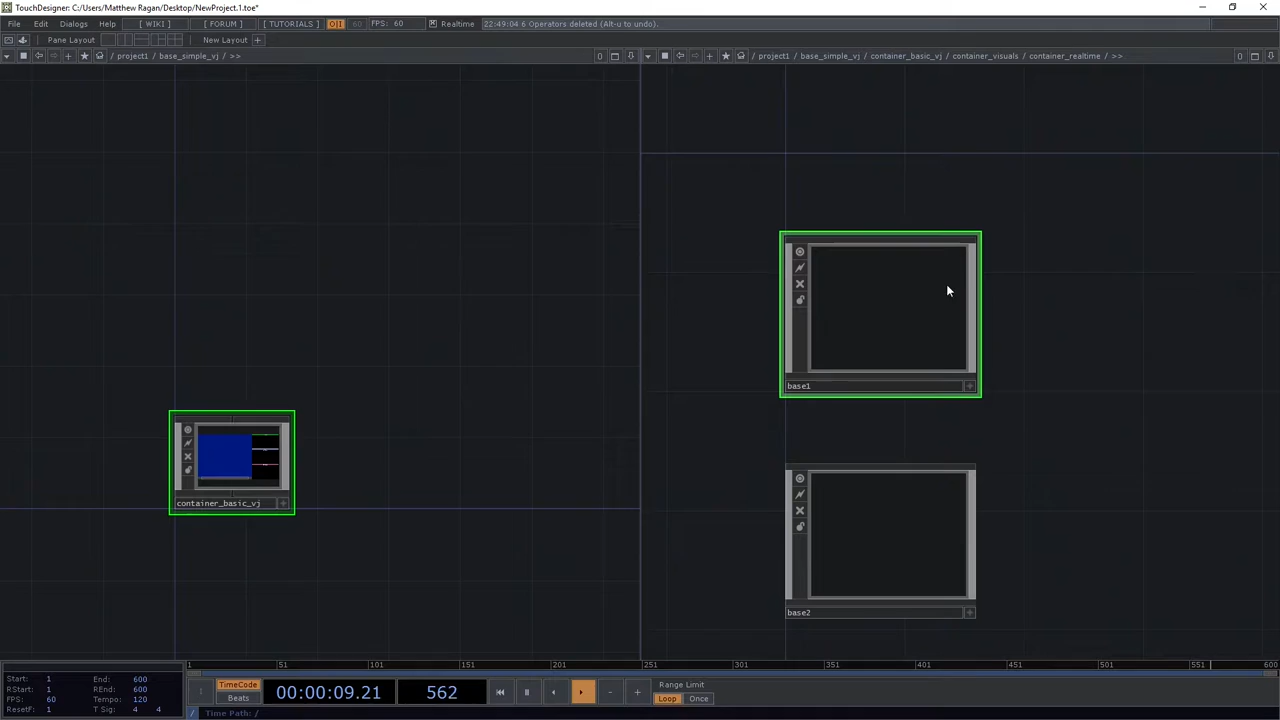 TouchDesigner: C:/Users/Matthew Ragan/Desktop/NewProject.1.toe*
File Edit Dialogs Help [ WIKI ] [ FORUM ] [ TUTORIALS ] O|I 60 FPS: 60 Realtime 22:49:04 6 Operators deleted (Alt-u to undo).
Pane Layout New Layout +
/ project1 / base_simple_vj / >> 0
/ project1 / base_simple_vj / container_basic_vj / container_visuals / container_realtime / >> 0
base1
container_basic_vj
base2
1 51 101 151 201 251 301 351 401 451 501 551 600
Start: 1 End: 600
RStart: 1 REnd: 600
FPS: 60 Tempo: 120
ResetF: 1 T Sig: 4 4
TimeCode
Beats
00:00:09.21
562
Range Limit
Loop Once
/ Time Path: /